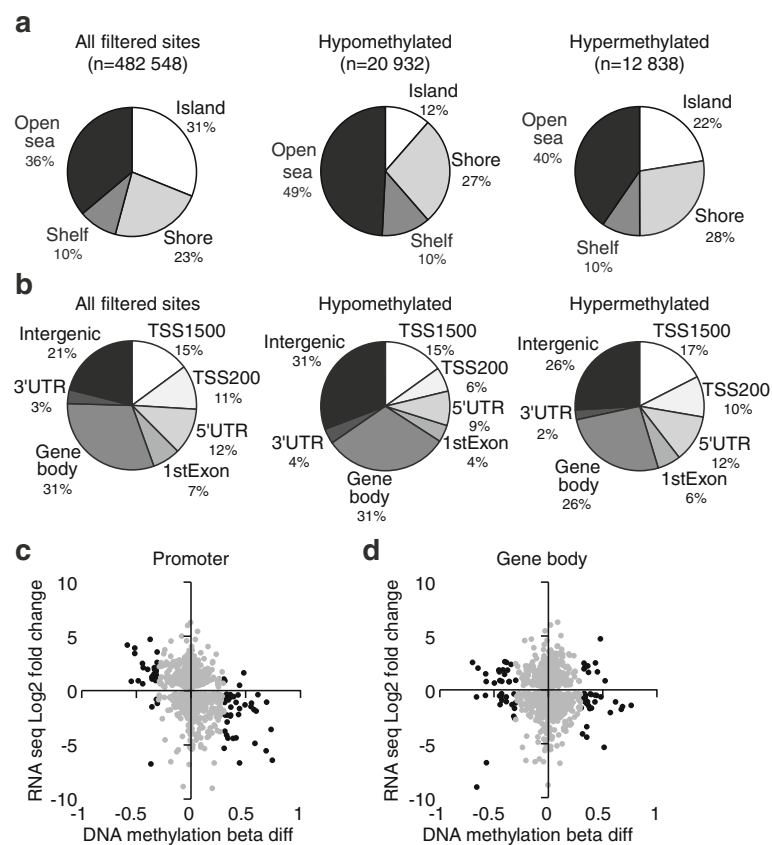 a
All filtered sites
(n=482 548)
Hypomethylated
(n=20 932)
Hypermethylated
(n=12 838)
Island
31%
Shore
23%
Shelf
10%
Open
sea
36%
Island
12%
Shore
27%
Shelf
10%
Open
sea
49%
Island
22%
Shore
28%
Shelf
10%
Open
sea
40%
b
All filtered sites
Hypomethylated
Hypermethylated
TSS1500
15%
TSS200
11%
5'UTR
12%
1stExon
7%
Gene
body
31%
3'UTR
3%
Intergenic
21%
TSS1500
15%
TSS200
6%
5'UTR
9%
1stExon
4%
Gene
body
31%
3'UTR
4%
Intergenic
31%
TSS1500
17%
TSS200
10%
5'UTR
12%
1stExon
6%
Gene
body
26%
3'UTR
2%
Intergenic
26%
c
Promoter
RNA seq Log2 fold change
10
5
0
-5
-10
-1
-0.5
0
0.5
1
DNA methylation beta diff
d
Gene body
RNA seq Log2 fold change
10
5
0
-5
-10
-1
-0.5
0
0.5
1
DNA methylation beta diff